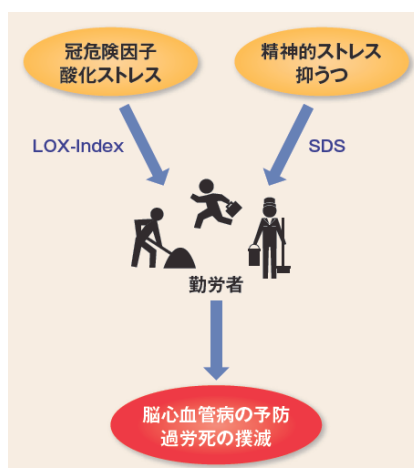 冠危険因子
酸化ストレス
精神的ストレス
抑うつ
LOX-Index
SDS
勤労者
脳心血管病の予防
過労死の撲滅